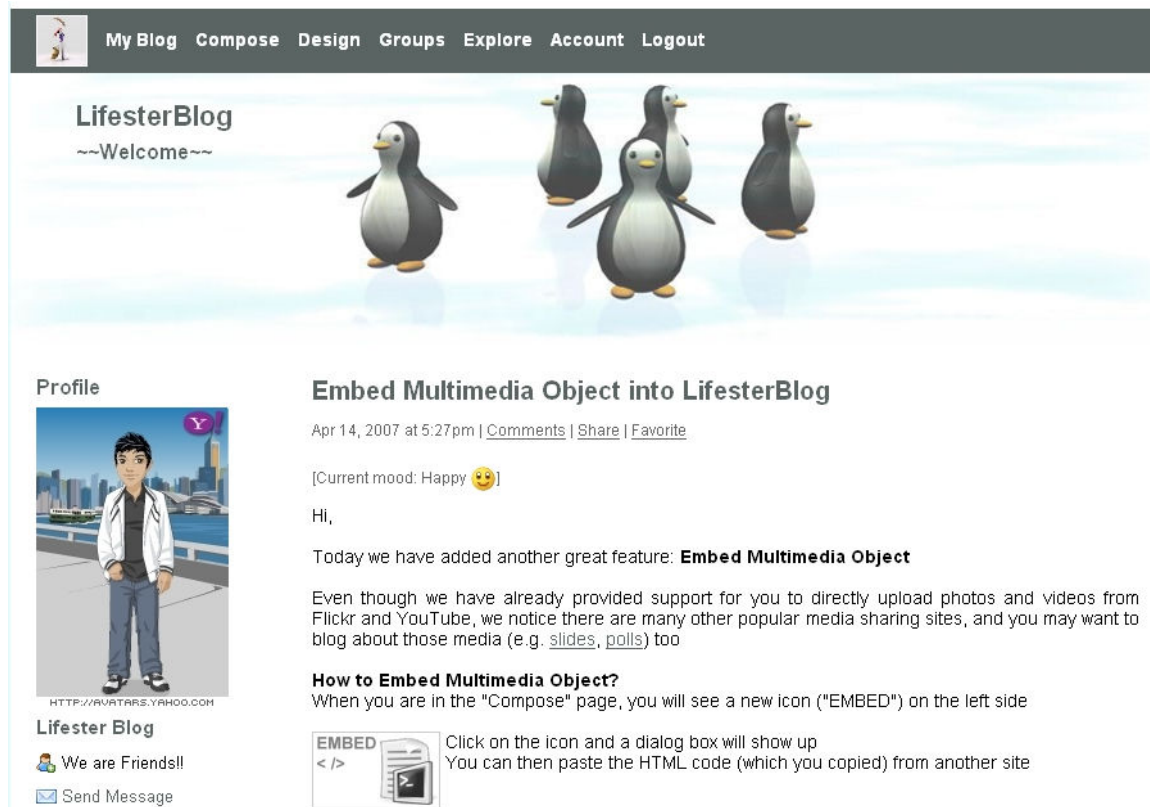 My Blog Compose Design Groups Explore Account Logout
LifesterBlog
~~Welcome~~
Profile
Y!
HTTP://AVATARS.YAHOO.COM
Lifester Blog
We are Friends!!
Send Message
Embed Multimedia Object into LifesterBlog
Apr 14, 2007 at 5:27pm | Comments | Share | Favorite
[Current mood: Happy ]
Hi,
Today we have added another great feature: Embed Multimedia Object
Even though we have already provided support for you to directly upload photos and videos from
Flickr and YouTube, we notice there are many other popular media sharing sites, and you may want to
blog about those media (e.g. slides, polls) too
How to Embed Multimedia Object?
When you are in the "Compose" page, you will see a new icon ("EMBED") on the left side
EMBED
< />
>_
Click on the icon and a dialog box will show up
You can then paste the HTML code (which you copied) from another site